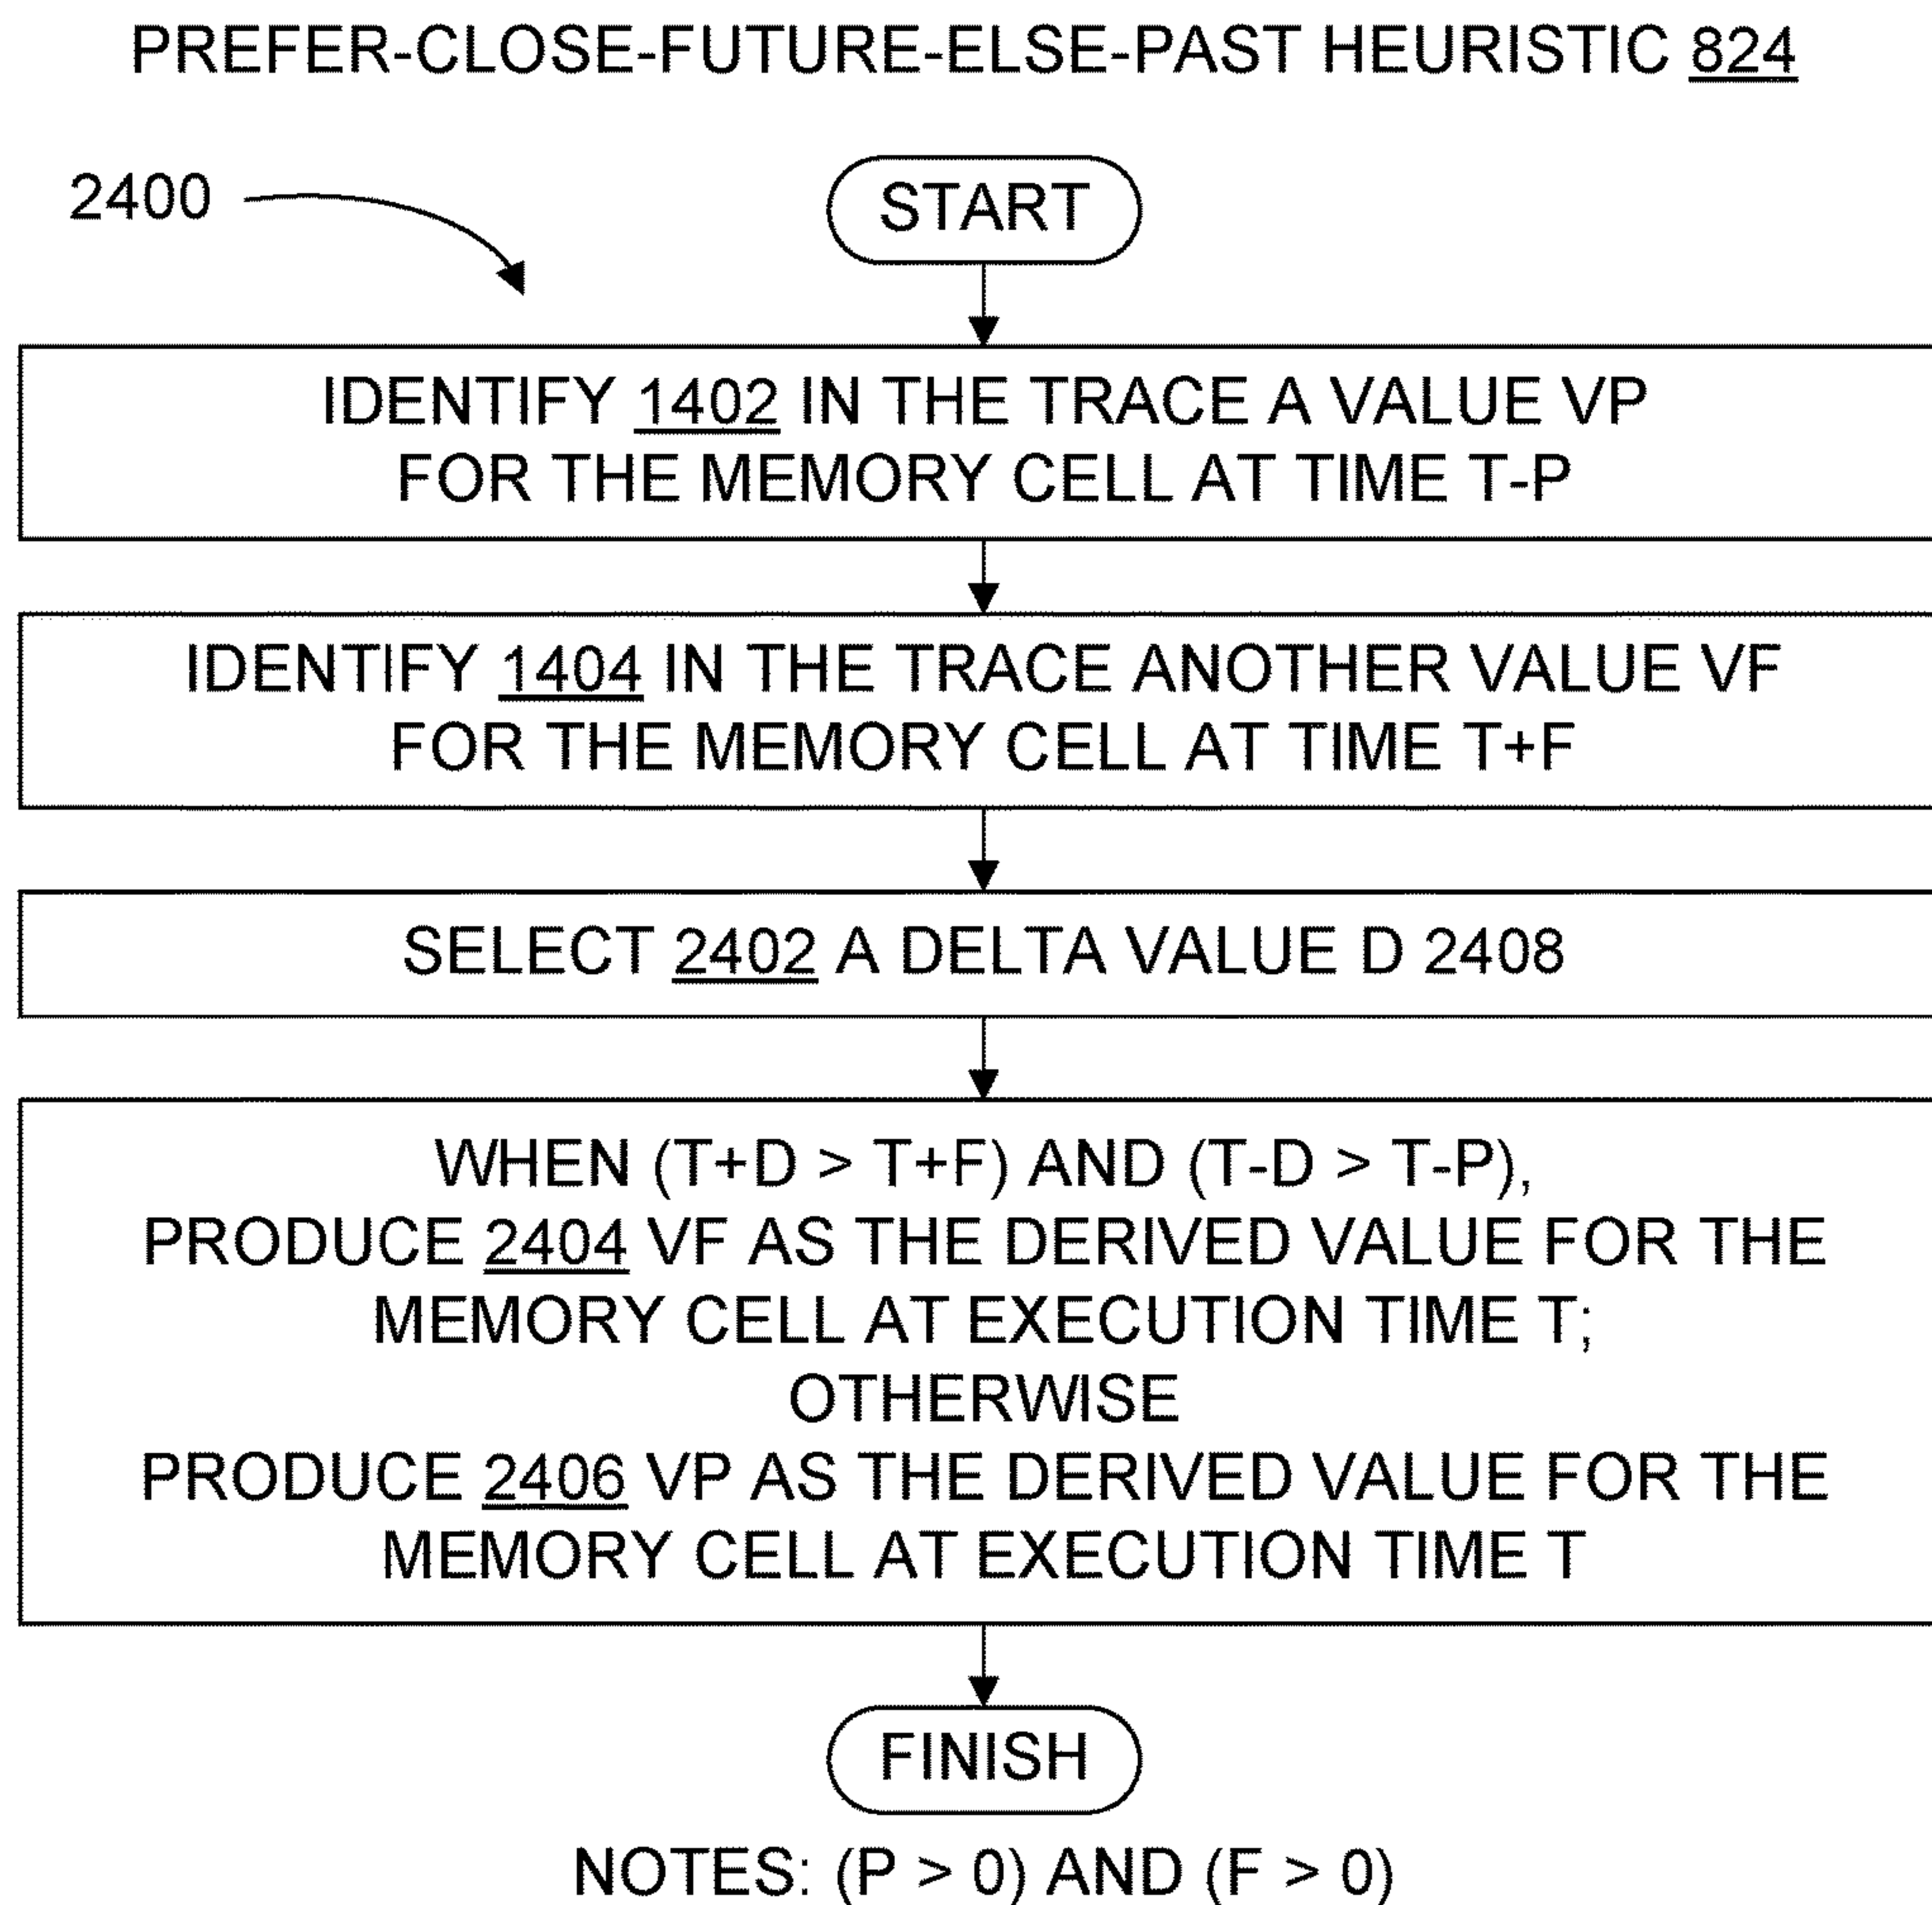 PREFER-CLOSE-FUTURE-ELSE-PAST HEURISTIC 824
2400
START
IDENTIFY 1402 IN THE TRACE A VALUE VP
FOR THE MEMORY CELL AT TIME T-P
IDENTIFY 1404 IN THE TRACE ANOTHER VALUE VF
FOR THE MEMORY CELL AT TIME T+F
SELECT 2402 A DELTA VALUE D 2408
WHEN (T+D > T+F) AND (T-D > T-P),
PRODUCE 2404 VF AS THE DERIVED VALUE FOR THE
MEMORY CELL AT EXECUTION TIME T;
OTHERWISE
PRODUCE 2406 VP AS THE DERIVED VALUE FOR THE
MEMORY CELL AT EXECUTION TIME T
FINISH
NOTES: (P > 0) AND (F > 0)